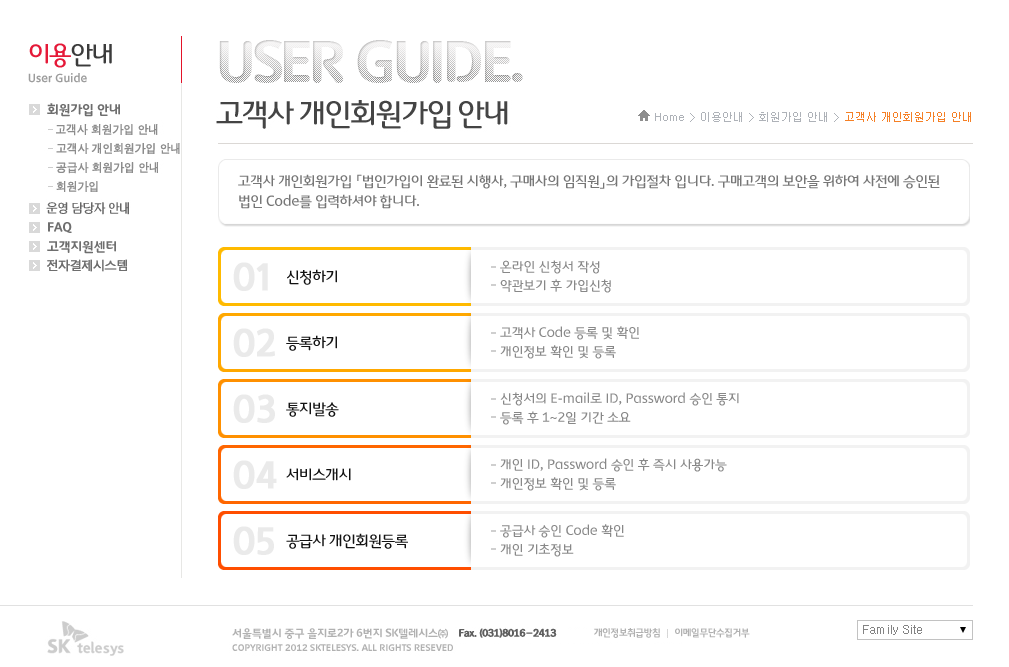 이용안내
User Guide
회원가입 안내
- 고객사 회원가입 안내
- 고객사 개인회원가입 안내
- 공급사 회원가입 안내
- 회원가입
운영 담당자 안내
FAQ
고객지원센터
전자결제시스템
USER GUIDE.
고객사 개인회원가입 안내
Home > 이용안내 > 회원가입 안내 > 고객사 개인회원가입 안내
고객사 개인회원가입 「법인가입이 완료된 시행사, 구매사의 임직원」의 가입절차 입니다. 구매고객의 보안을 위하여 사전에 승인된
법인 Code를 입력하셔야 합니다.
01 신청하기
- 온라인 신청서 작성
- 약관보기 후 가입신청
02 등록하기
- 고객사 Code 등록 및 확인
- 개인정보 확인 및 등록
03 통지발송
- 신청서의 E-mail로 ID, Password 승인 통지
- 등록 후 1~2일 기간 소요
04 서비스개시
- 개인 ID, Password 승인 후 즉시 사용가능
- 개인정보 확인 및 등록
05 공급사 개인회원등록
- 공급사 승인 Code 확인
- 개인 기초정보
SK telesys
서울특별시 중구 을지로2가 6번지 SK텔레시스㈜ Fax. (031)8016-2413
개인정보취급방침 | 이메일무단수집거부
COPYRIGHT 2012 SKTELESYS. ALL RIGHTS RESEVED
Family Site ▼